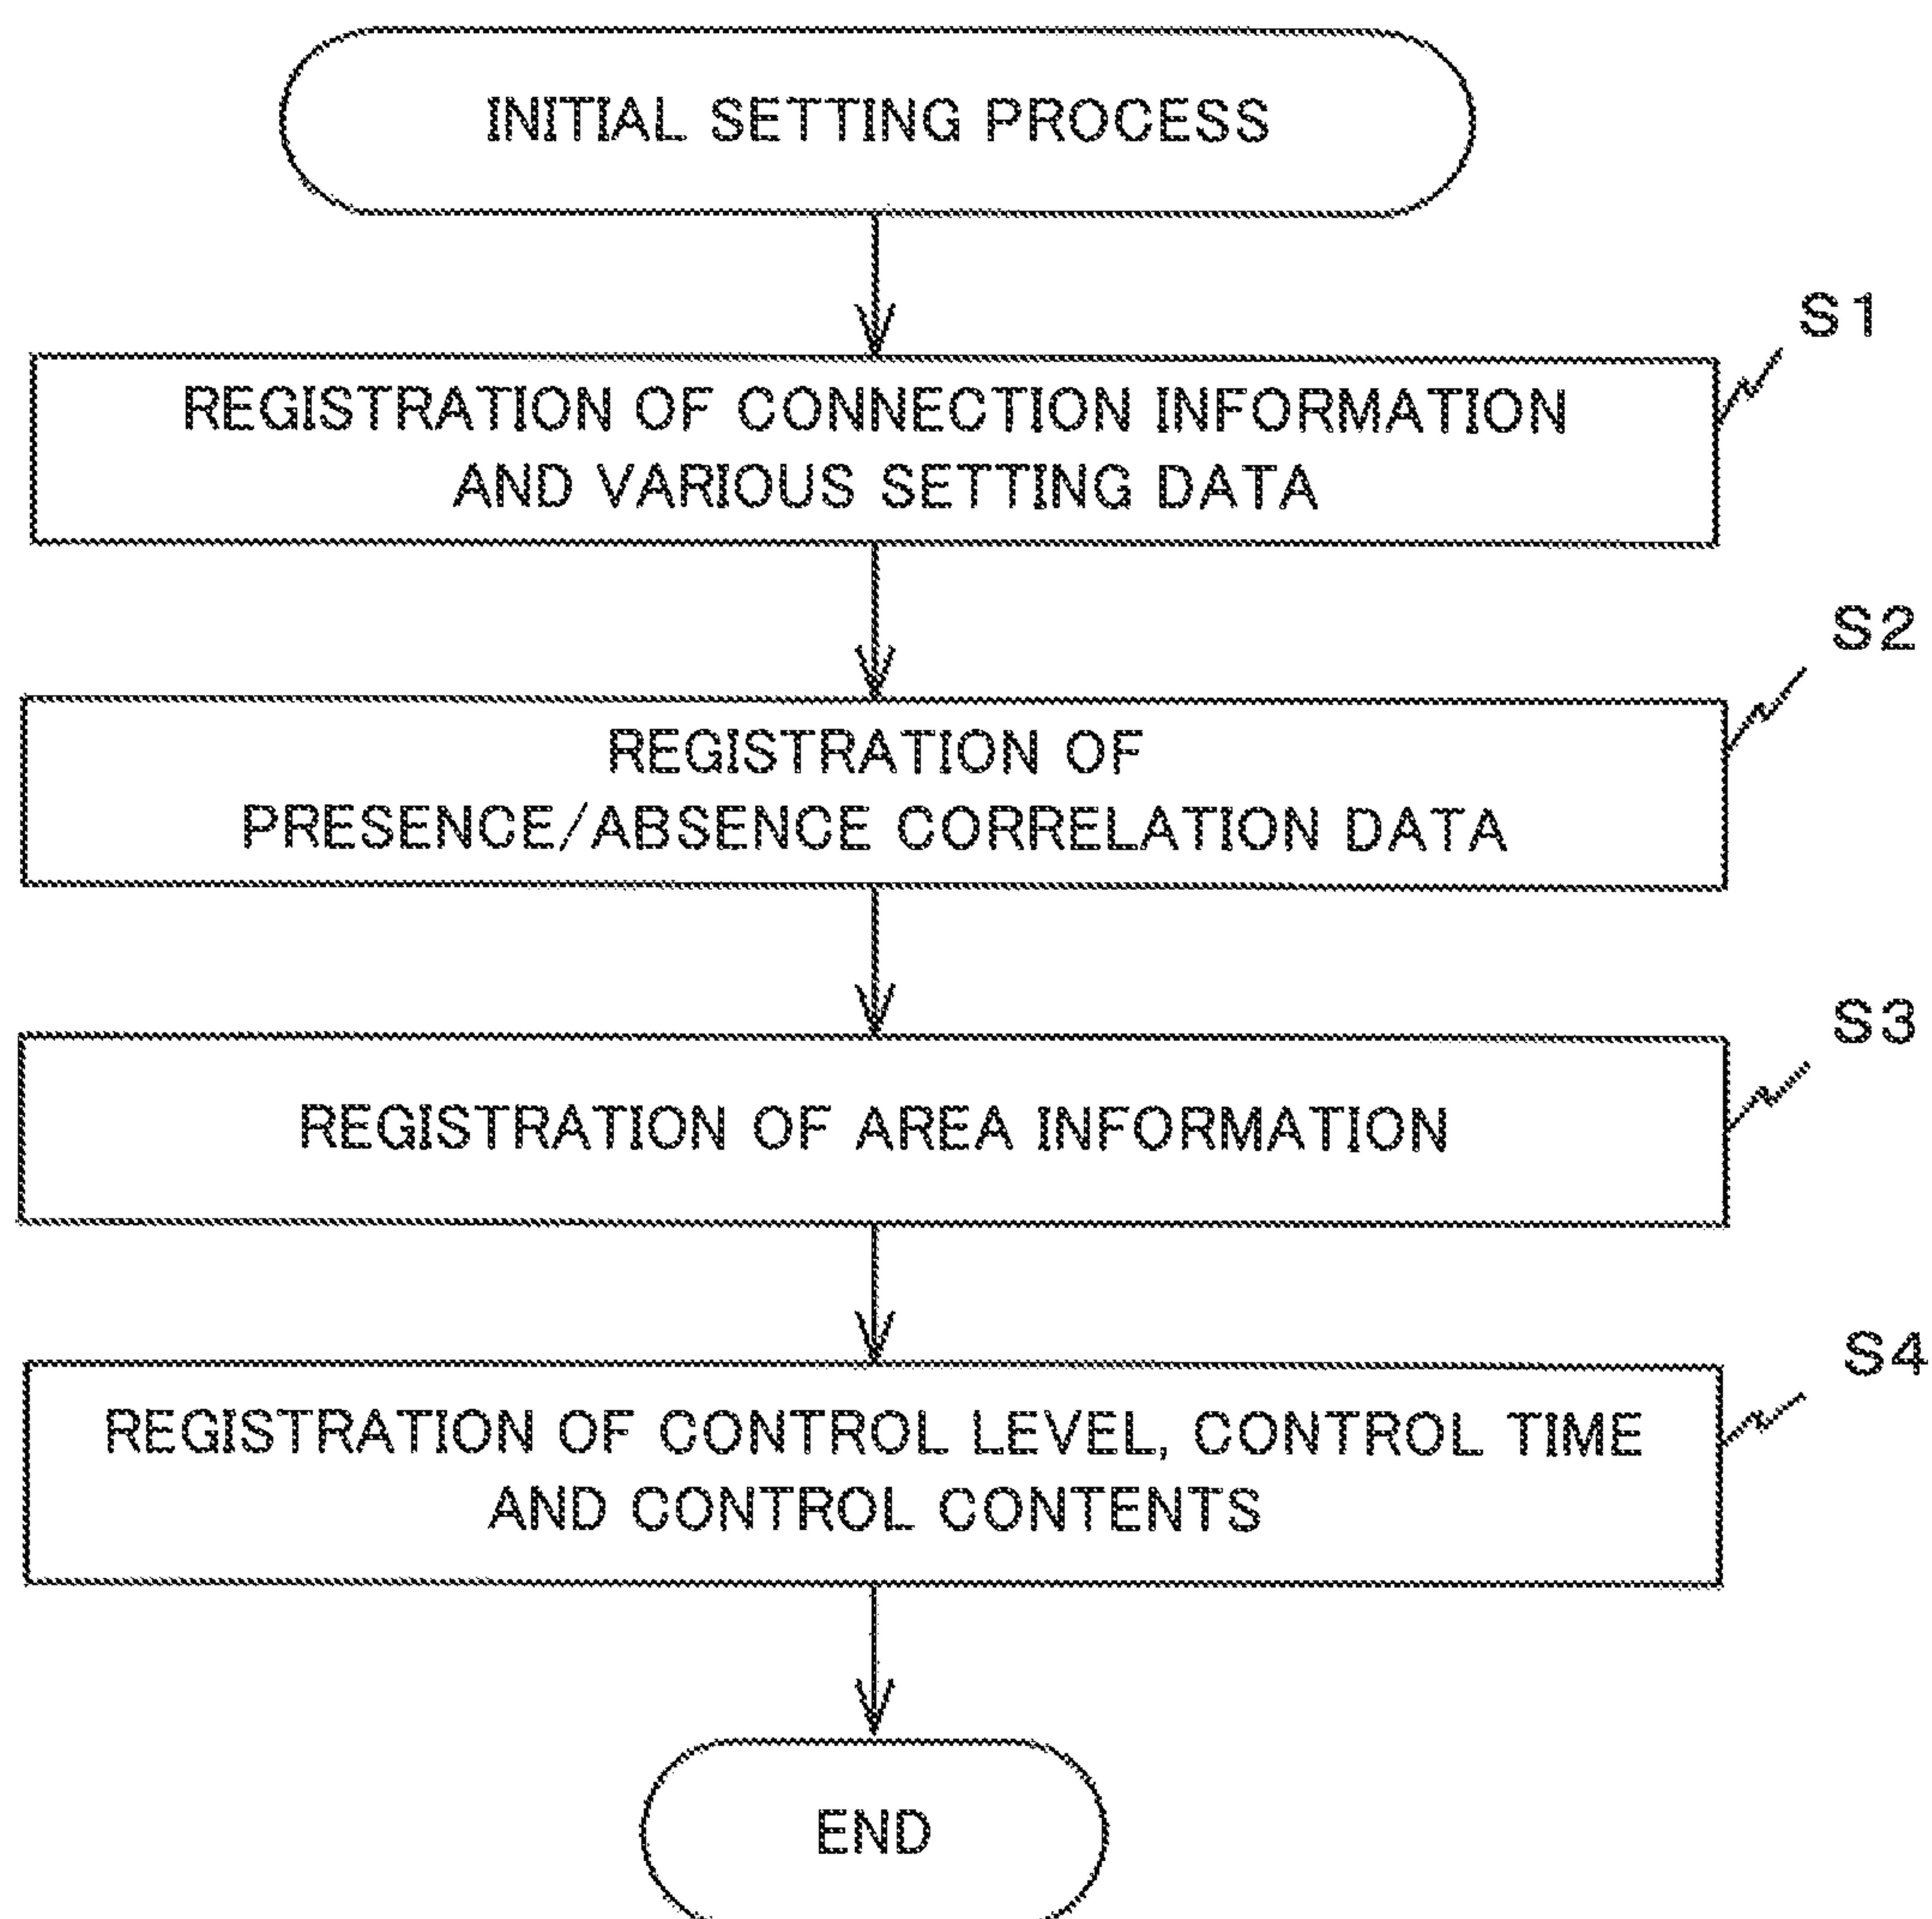 INITIAL SETTING PROCESS
S1
REGISTRATION OF CONNECTION INFORMATION
AND VARIOUS SETTING DATA
S2
REGISTRATION OF
PRESENCE/ABSENCE CORRELATION DATA
S3
REGISTRATION OF AREA INFORMATION
S4
REGISTRATION OF CONTROL LEVEL, CONTROL TIME
AND CONTROL CONTENTS
END